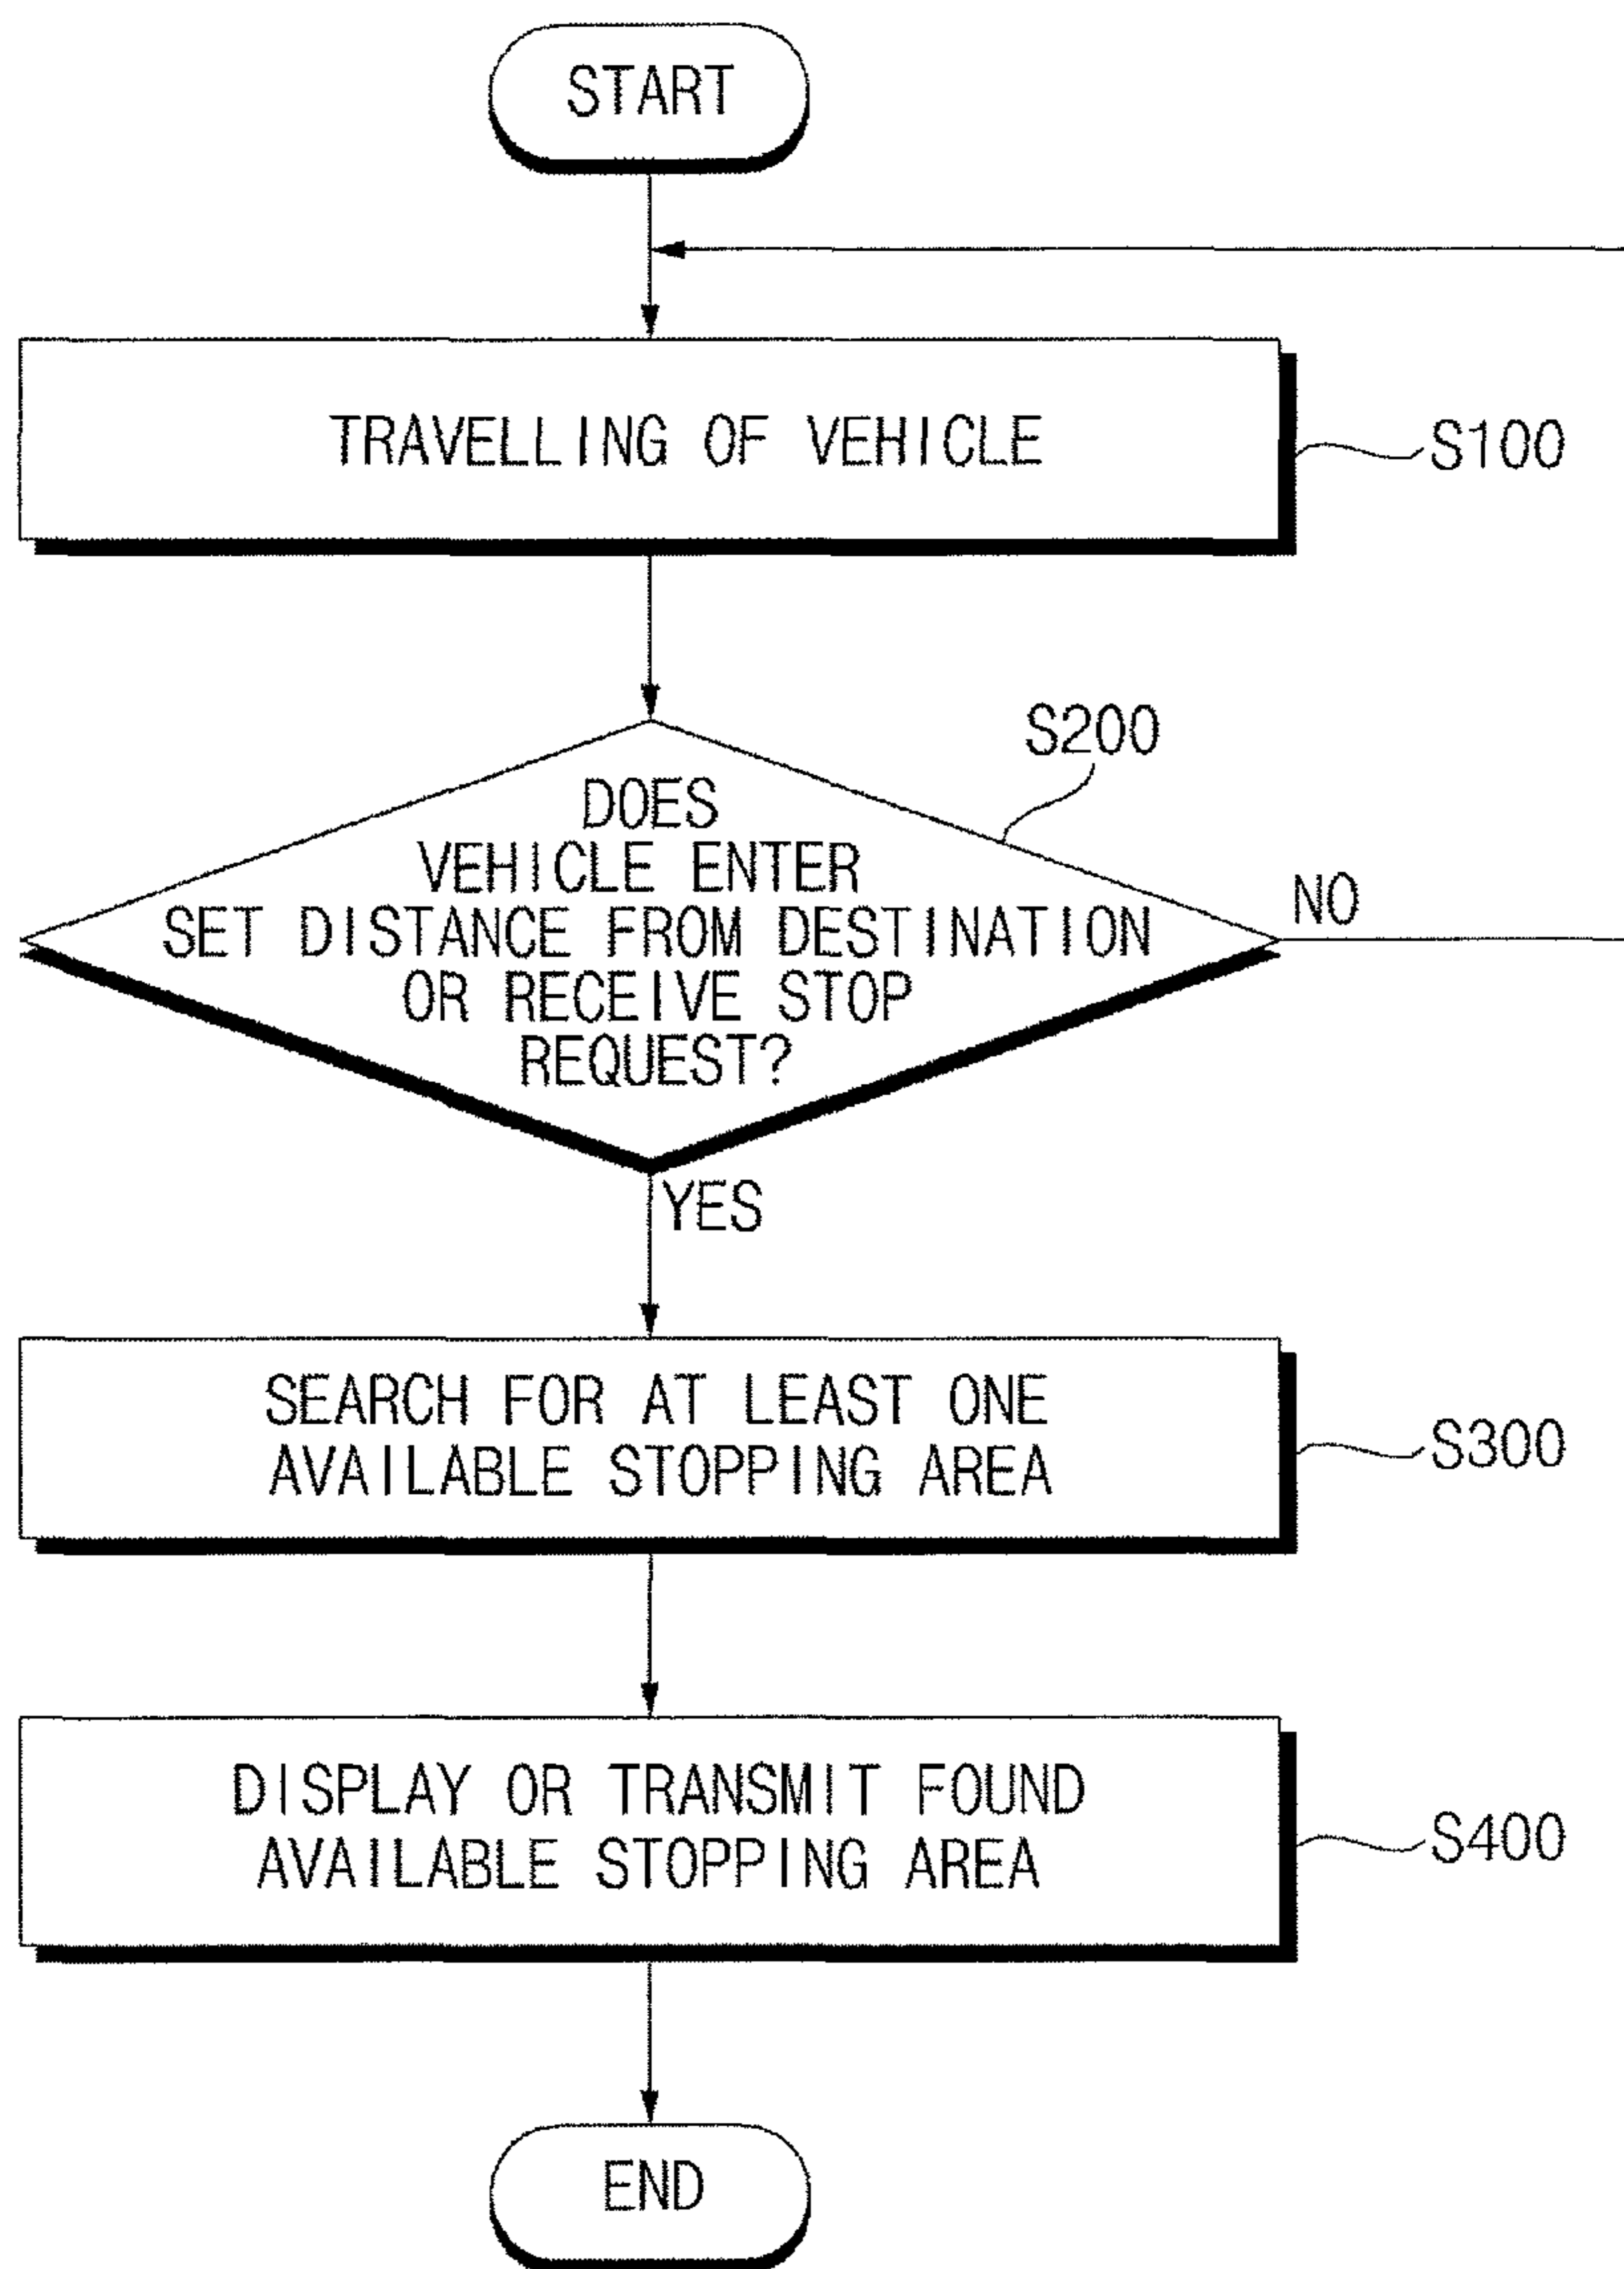 START
TRAVELLING OF VEHICLE
S100
S200
DOES
VEHICLE ENTER
SET DISTANCE FROM DESTINATION
OR RECEIVE STOP
REQUEST?
NO
YES
SEARCH FOR AT LEAST ONE
AVAILABLE STOPPING AREA
S300
DISPLAY OR TRANSMIT FOUND
AVAILABLE STOPPING AREA
S400
END